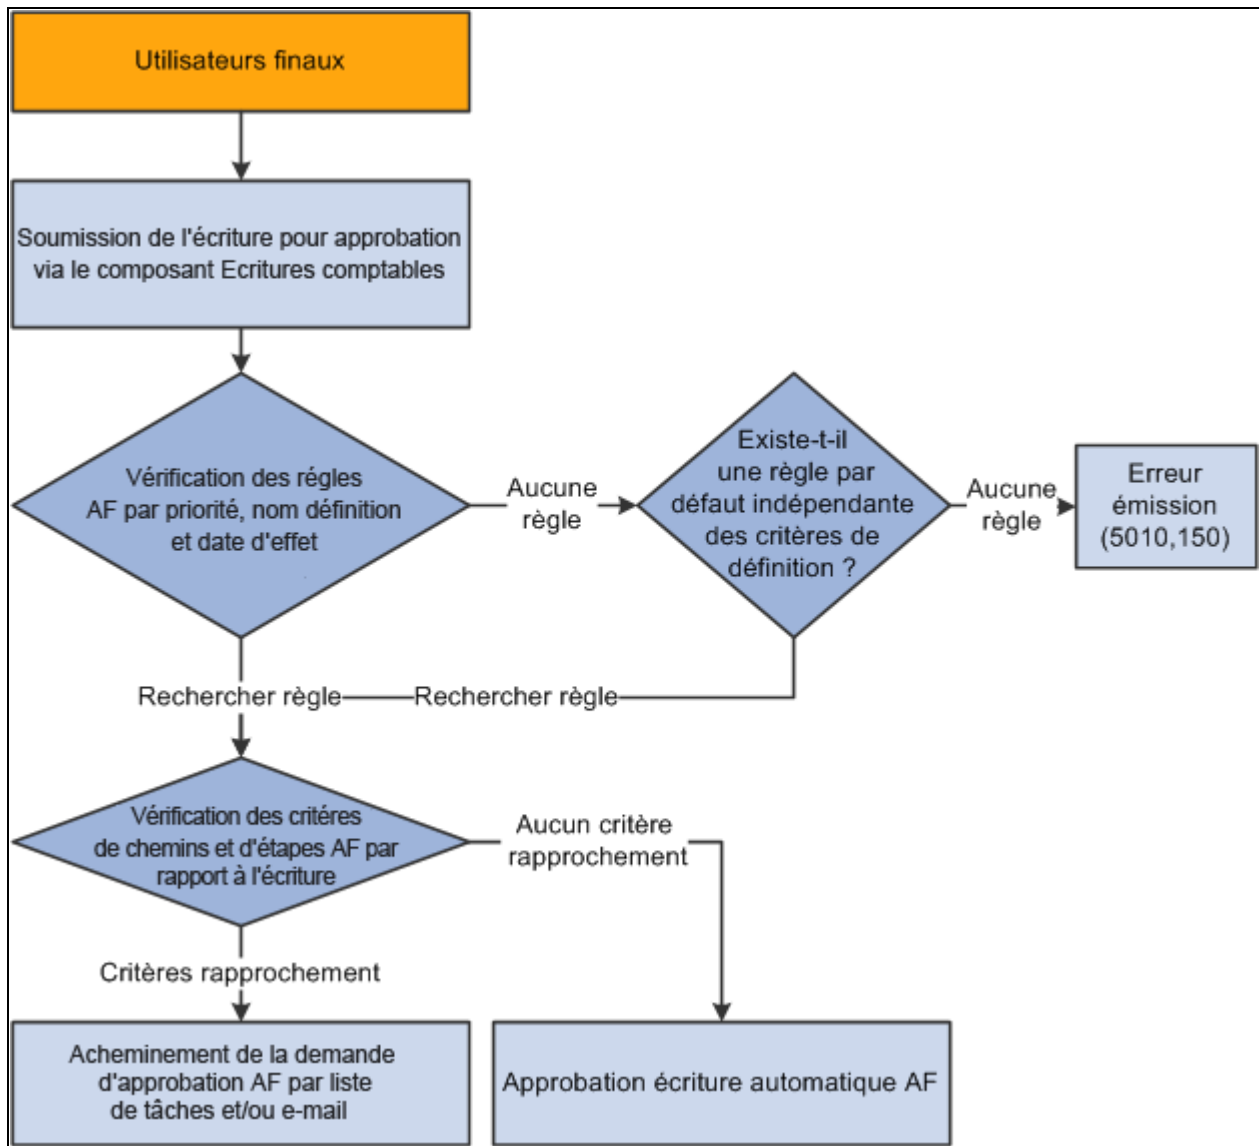 Utilisateurs finaux
Soumission de l'écriture pour approbation
via le composant Ecritures comptables
Vérification des régles
AF par priorité, nom définition
et date d'effet
Aucune
règle
Existe-t-il
une règle par
défaut indépendante
des critères de
définition ?
Aucune
règle
Erreur
émission
(5010,150)
Rechercher règle
Rechercher règle
Vérification des critéres
de chemins et d'étapes AF par
rapport à l'écriture
Aucun critère
rapprochement
Critères rapprochement
Acheminement de la demande
d'approbation AF par liste
de tâches et/ou e-mail
Approbation écriture automatique AF